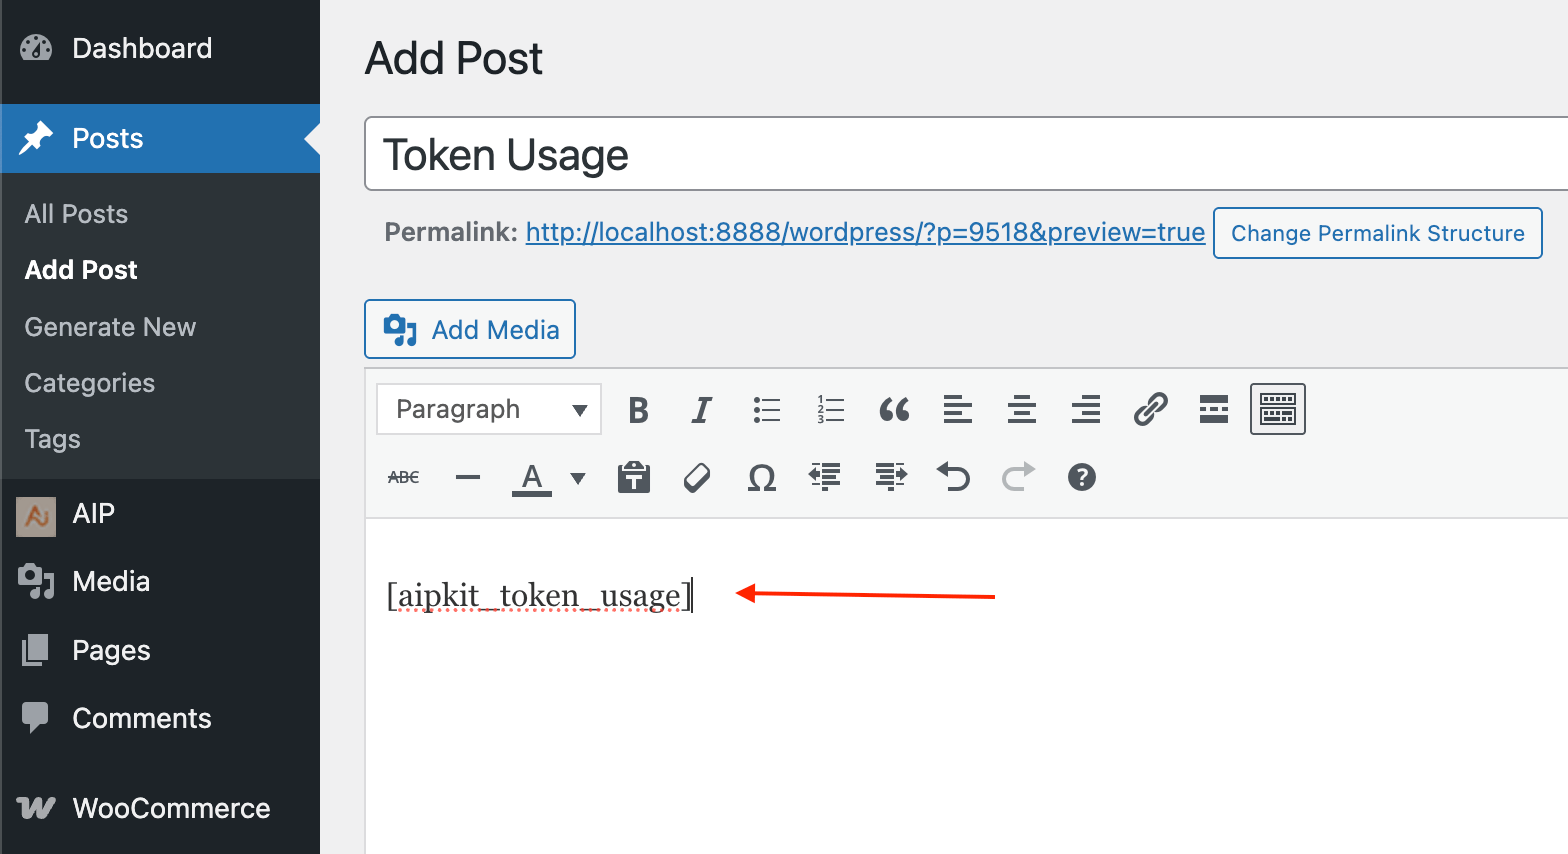 Dashboard
Posts
All Posts
Add Post
Generate New
Categories
Tags
AIP
Media
Pages
Comments
WooCommerce
Add Post
Token Usage
Permalink: http://localhost:8888/wordpress/?p=9518&preview=true Change Permalink Structure
Add Media
Paragraph
[aipkit_token_usage]